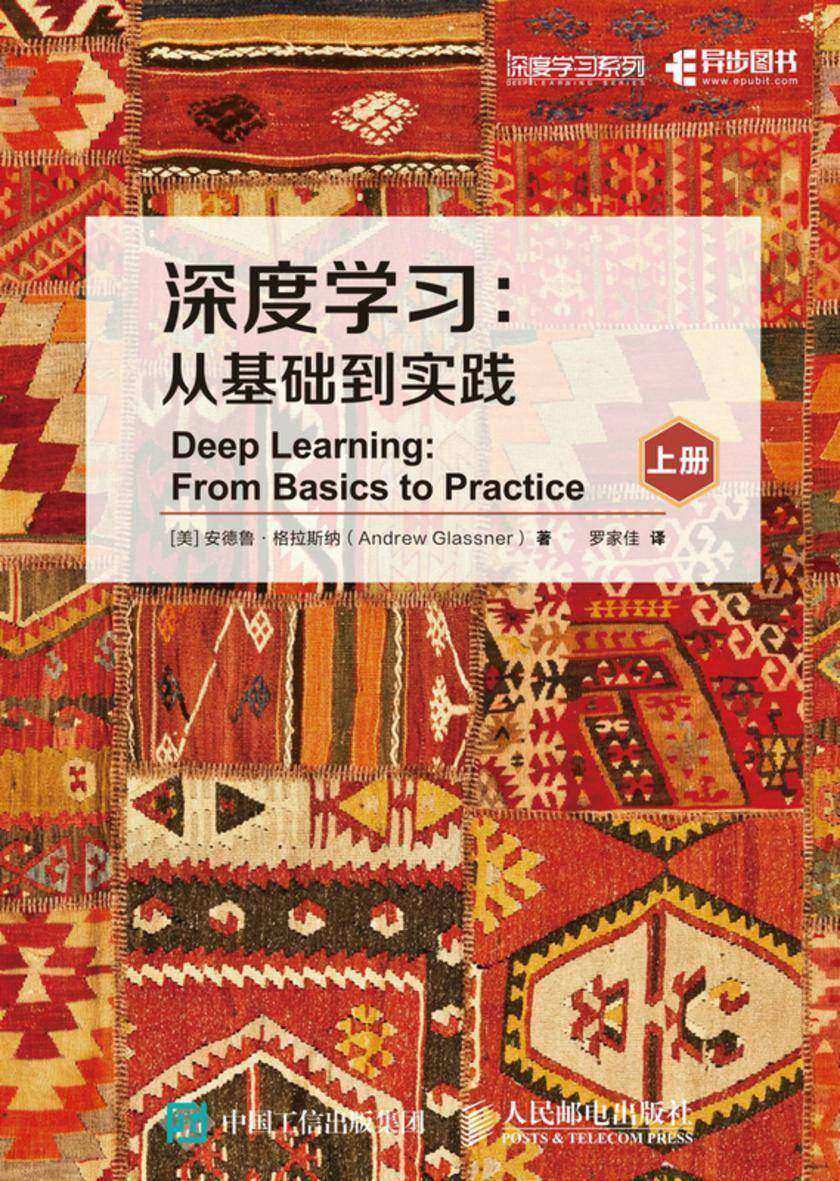 深度学习系列
DEEP LEARNING SERIES
异步图书
www.epubit.com
深度学习：
从基础到实践
Deep Learning:
From Basics to Practice
上册
[美] 安德鲁·格拉斯纳（Andrew Glassner）著 罗家佳 译
中国工信出版集团
人民邮电出版社
POSTS & TELECOM PRESS